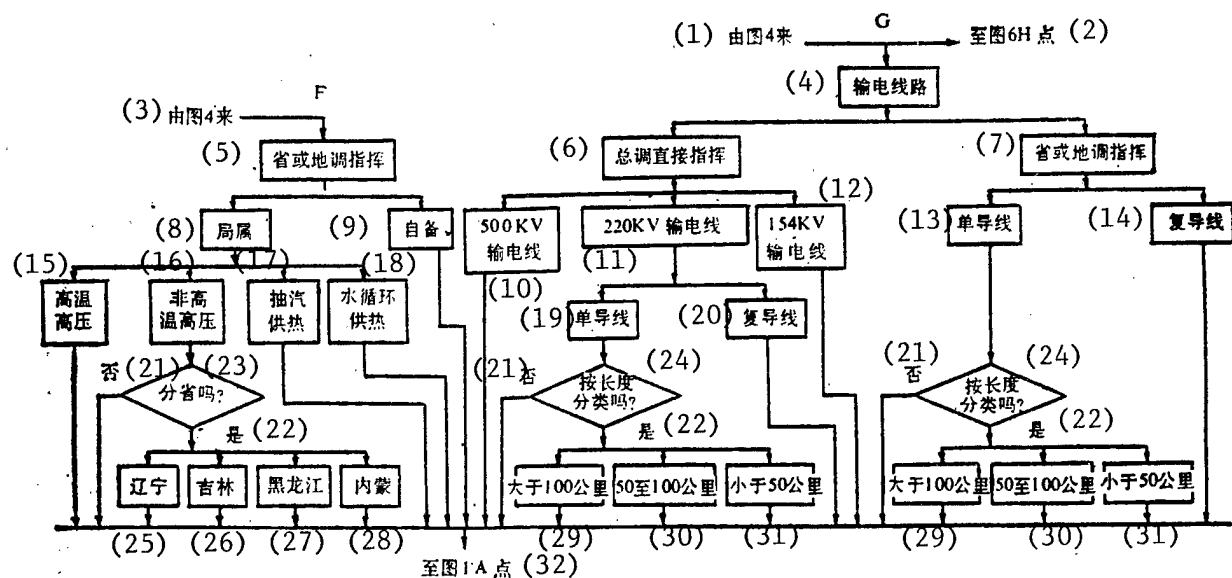 G
(1) 由图4来 至图6H点 (2)
(4) 输电线路
F
(3) 由图4来
(5) 省或地调指挥
(6) 总调直接指挥
(7) 省或地调指挥
(8) 局属
(9) 自备
500KV 输电线
(10)
220KV 输电线
(11)
(12)
154KV 输电线
(13) 单导线
(14) 复导线
(15) 高温高压
(16) 非高温高压
(17) 抽汽供热
(18) 水循环供热
(19) 单导线
(20) 复导线
否 (21) (23)
分省吗?
是 (22)
(21) 否
(24)
按长度
分类吗?
是 (22)
(21)
否
(24)
按长度
分类吗?
是 (22)
辽宁 吉林 黑龙江 内蒙
大于100公里 50至100公里 小于50公里
大于100公里 50至100公里 小于50公里
(25) (26) (27) (28) (29) (30) (31) (29) (30) (31)
至图1A点 (32)